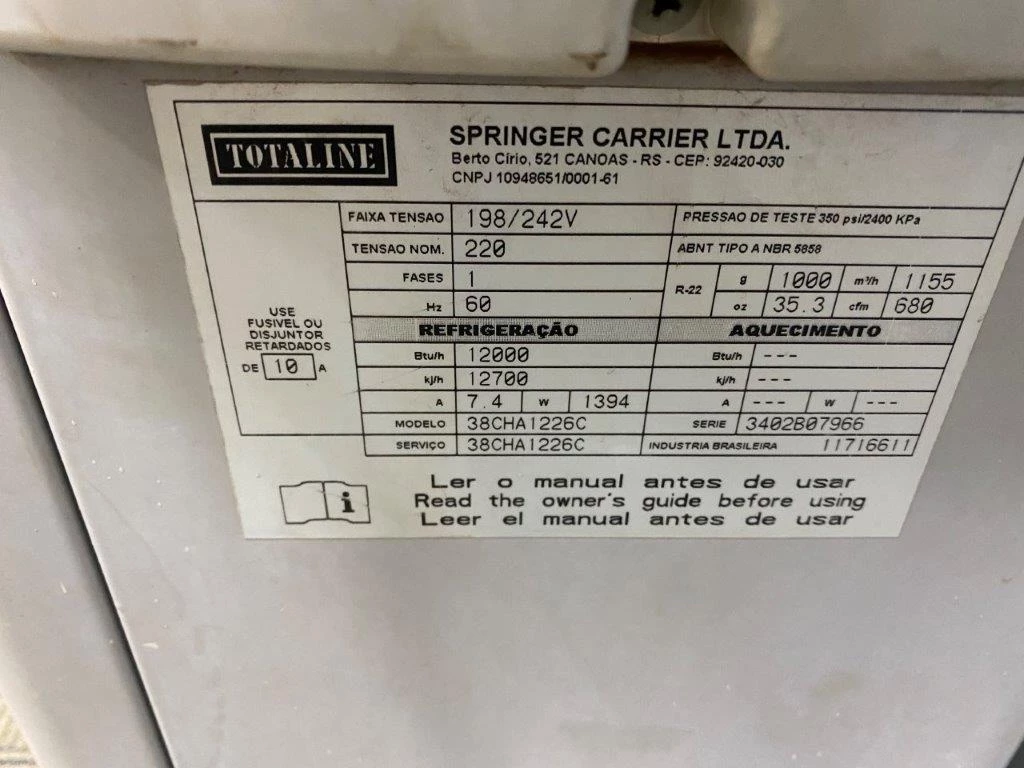 TOTALINE
SPRINGER CARRIER LTDA.
Berto Círio, 521 CANOAS - RS - CEP: 92420-030
CNPJ 10948651/0001-61
USE
FUSIVEL OU
DISJUNTOR
RETARDADOS
DE 10 A
FAIXA TENSAO 198/242V
TENSAO NOM. 220
FASES 1
Hz 60
PRESSAO DE TESTE 350 psi/2400 KPa
ABNT TIPO A NBR 5858
R-22
g 1000 m³/h 1155
oz 35.3 cfm 680
REFRIGERAÇÃO
Btu/h 12000
kj/h 12700
A 7.4 W 1394
AQUECIMENTO
Btu/h ---
kj/h ---
A --- W ---
MODELO 38CHA1226C
SERIE 3402B07966
SERVIÇO 38CHA1226C
INDUSTRIA BRASILEIRA 11716611
i
Ler o manual antes de usar
Read the owner's guide before using
Leer el manual antes de usar